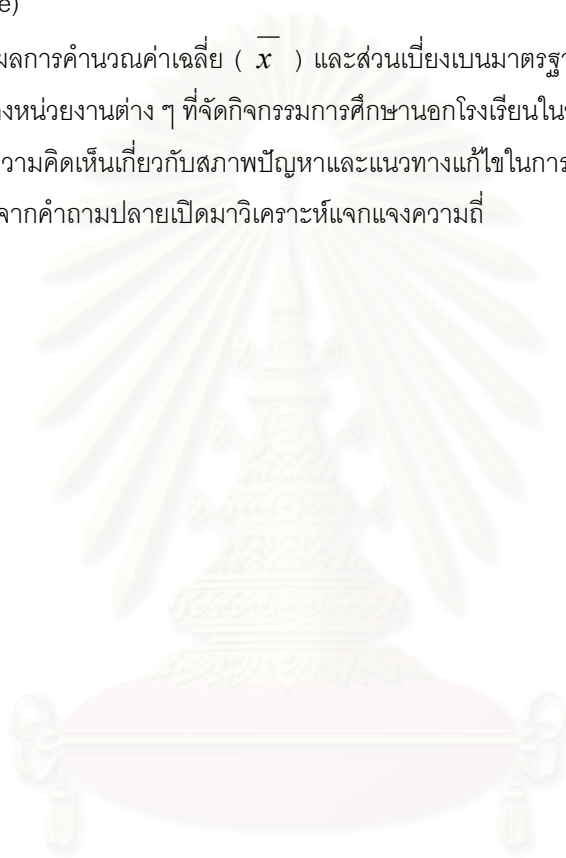 e)
ผลการคำนวณค่าเฉลี่ย ( x̄ ) และส่วนเบี่ยงเบนมาตรฐา
งหน่วยงานต่าง ๆ ที่จัดกิจกรรมการศึกษานอกโรงเรียนใน
วามคิดเห็นเกี่ยวกับสภาพปัญหาและแนวทางแก้ไขในการ
จากคำถามปลายเปิดมาวิเคราะห์แจกแจงความถี่